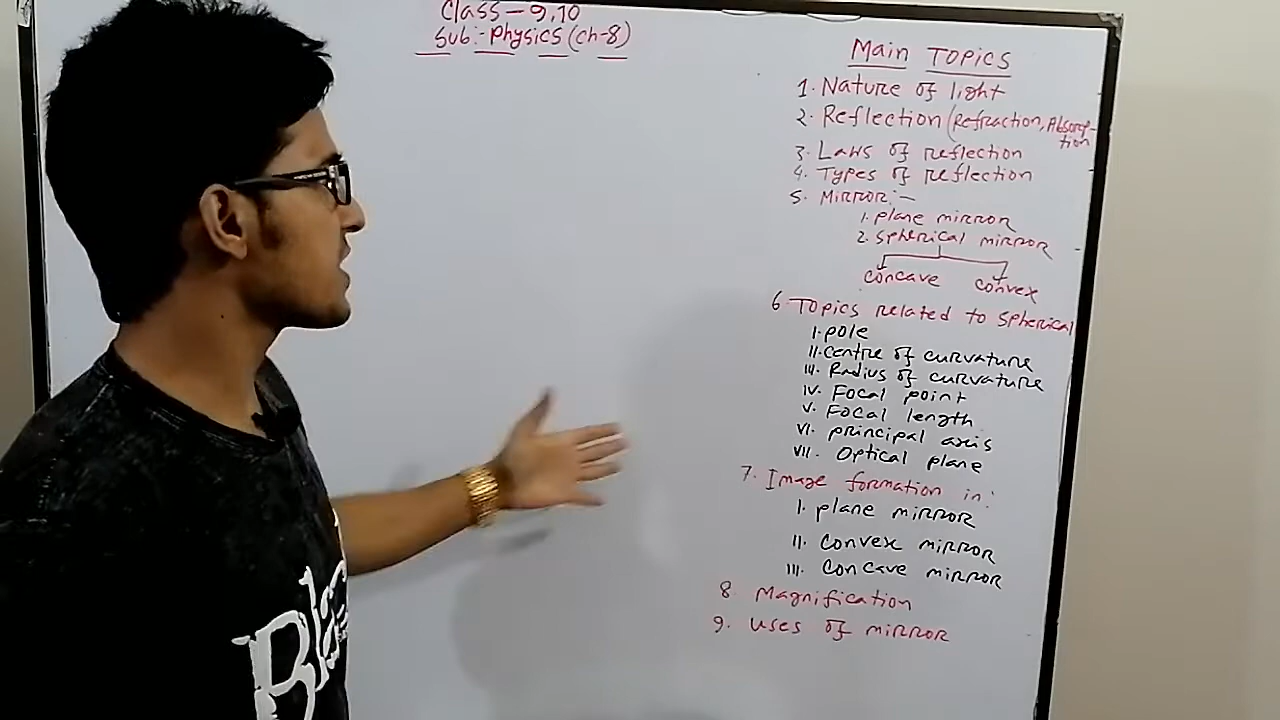 Class - 9,10
Sub:- Physics (ch-8)
Main Topics
1. Nature of light
2. Reflection (Refraction, Absorp-
tion
3. Laws of reflection
4. Types of reflection
5. Mirror:-
1. plane mirror
2. spherical mirror
concave convex
6. Topics related to spherical
I. pole
II. Centre of curvature
III. Radius of curvature
IV. Focal point
V. Focal length
VI. principal axis
VII. Optical plane
7. Image formation in:
I. plane mirror
II. Convex mirror
III. Concave mirror
8. Magnification
9. Uses of mirror